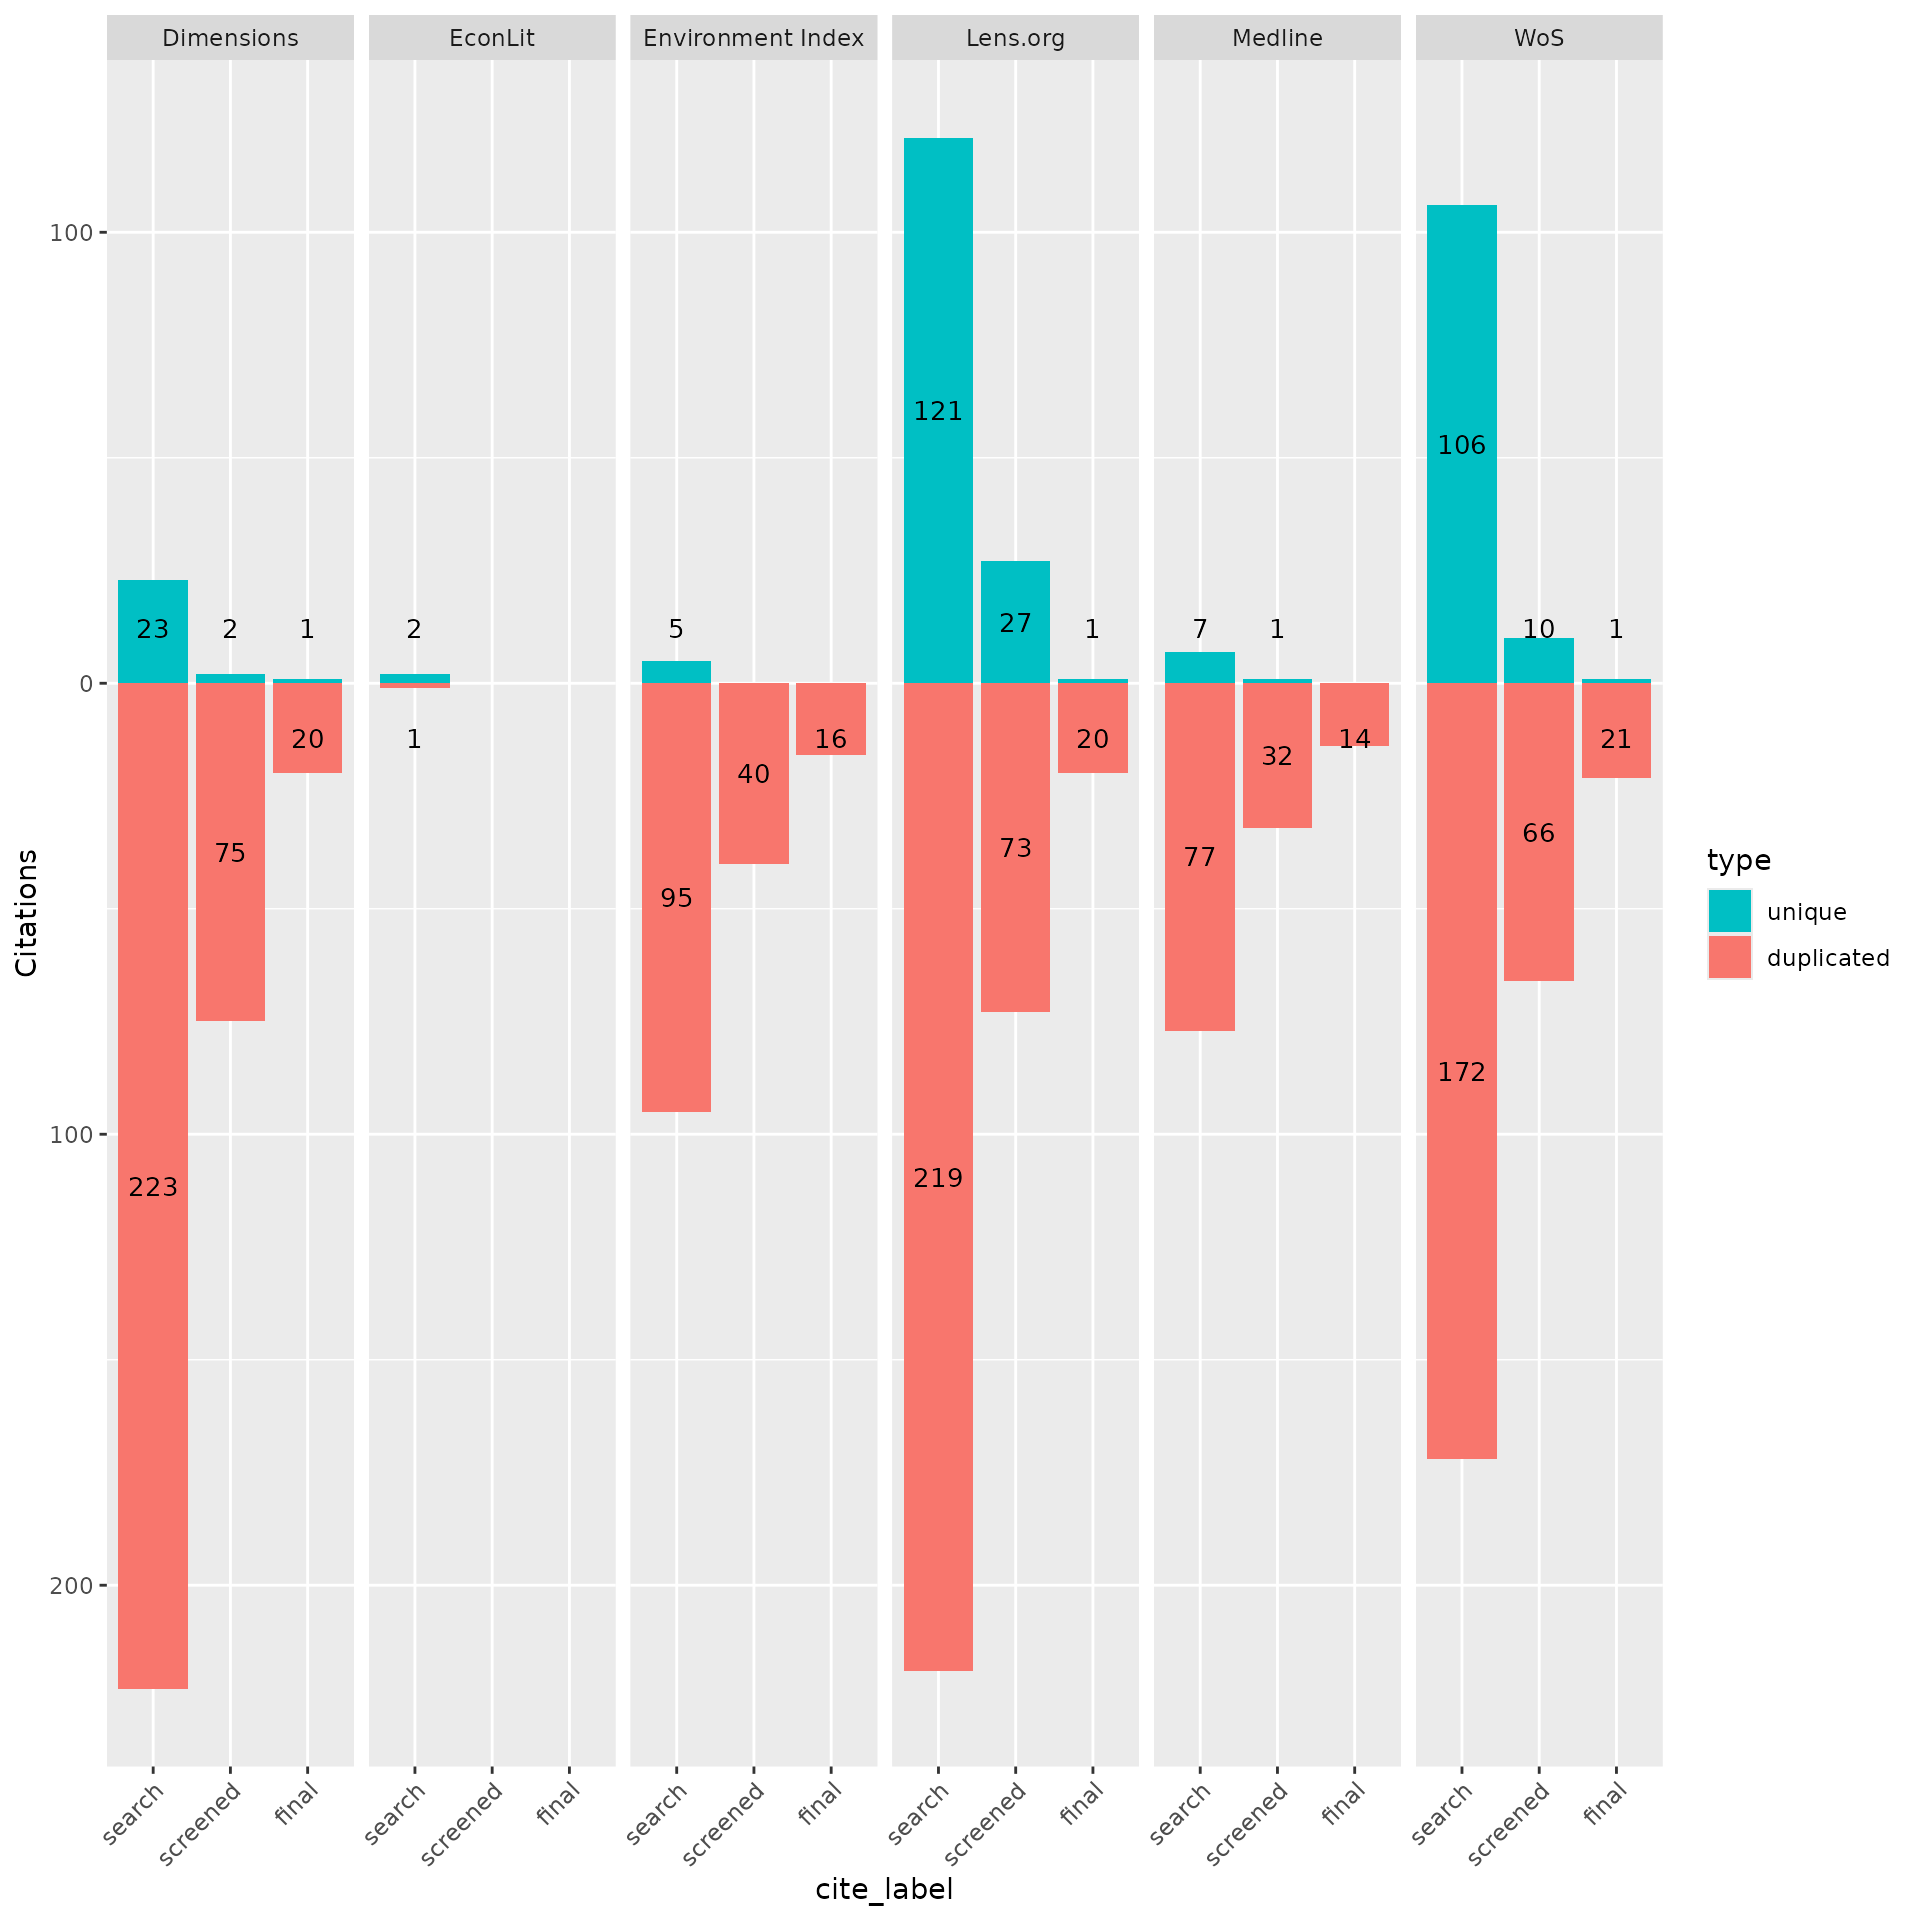 Dimensions EconLit Environment Index Lens.org Medline WoS
100
121
106
23 2 1 2 5 27 1 7 1 10 1
0
20 1 16 20 14 21
75 40 73 32 66
95 77
Citations
type
unique
duplicated
172
100
223 219
200
search screened final search screened final search screened final search screened final search screened final search screened final
cite_label